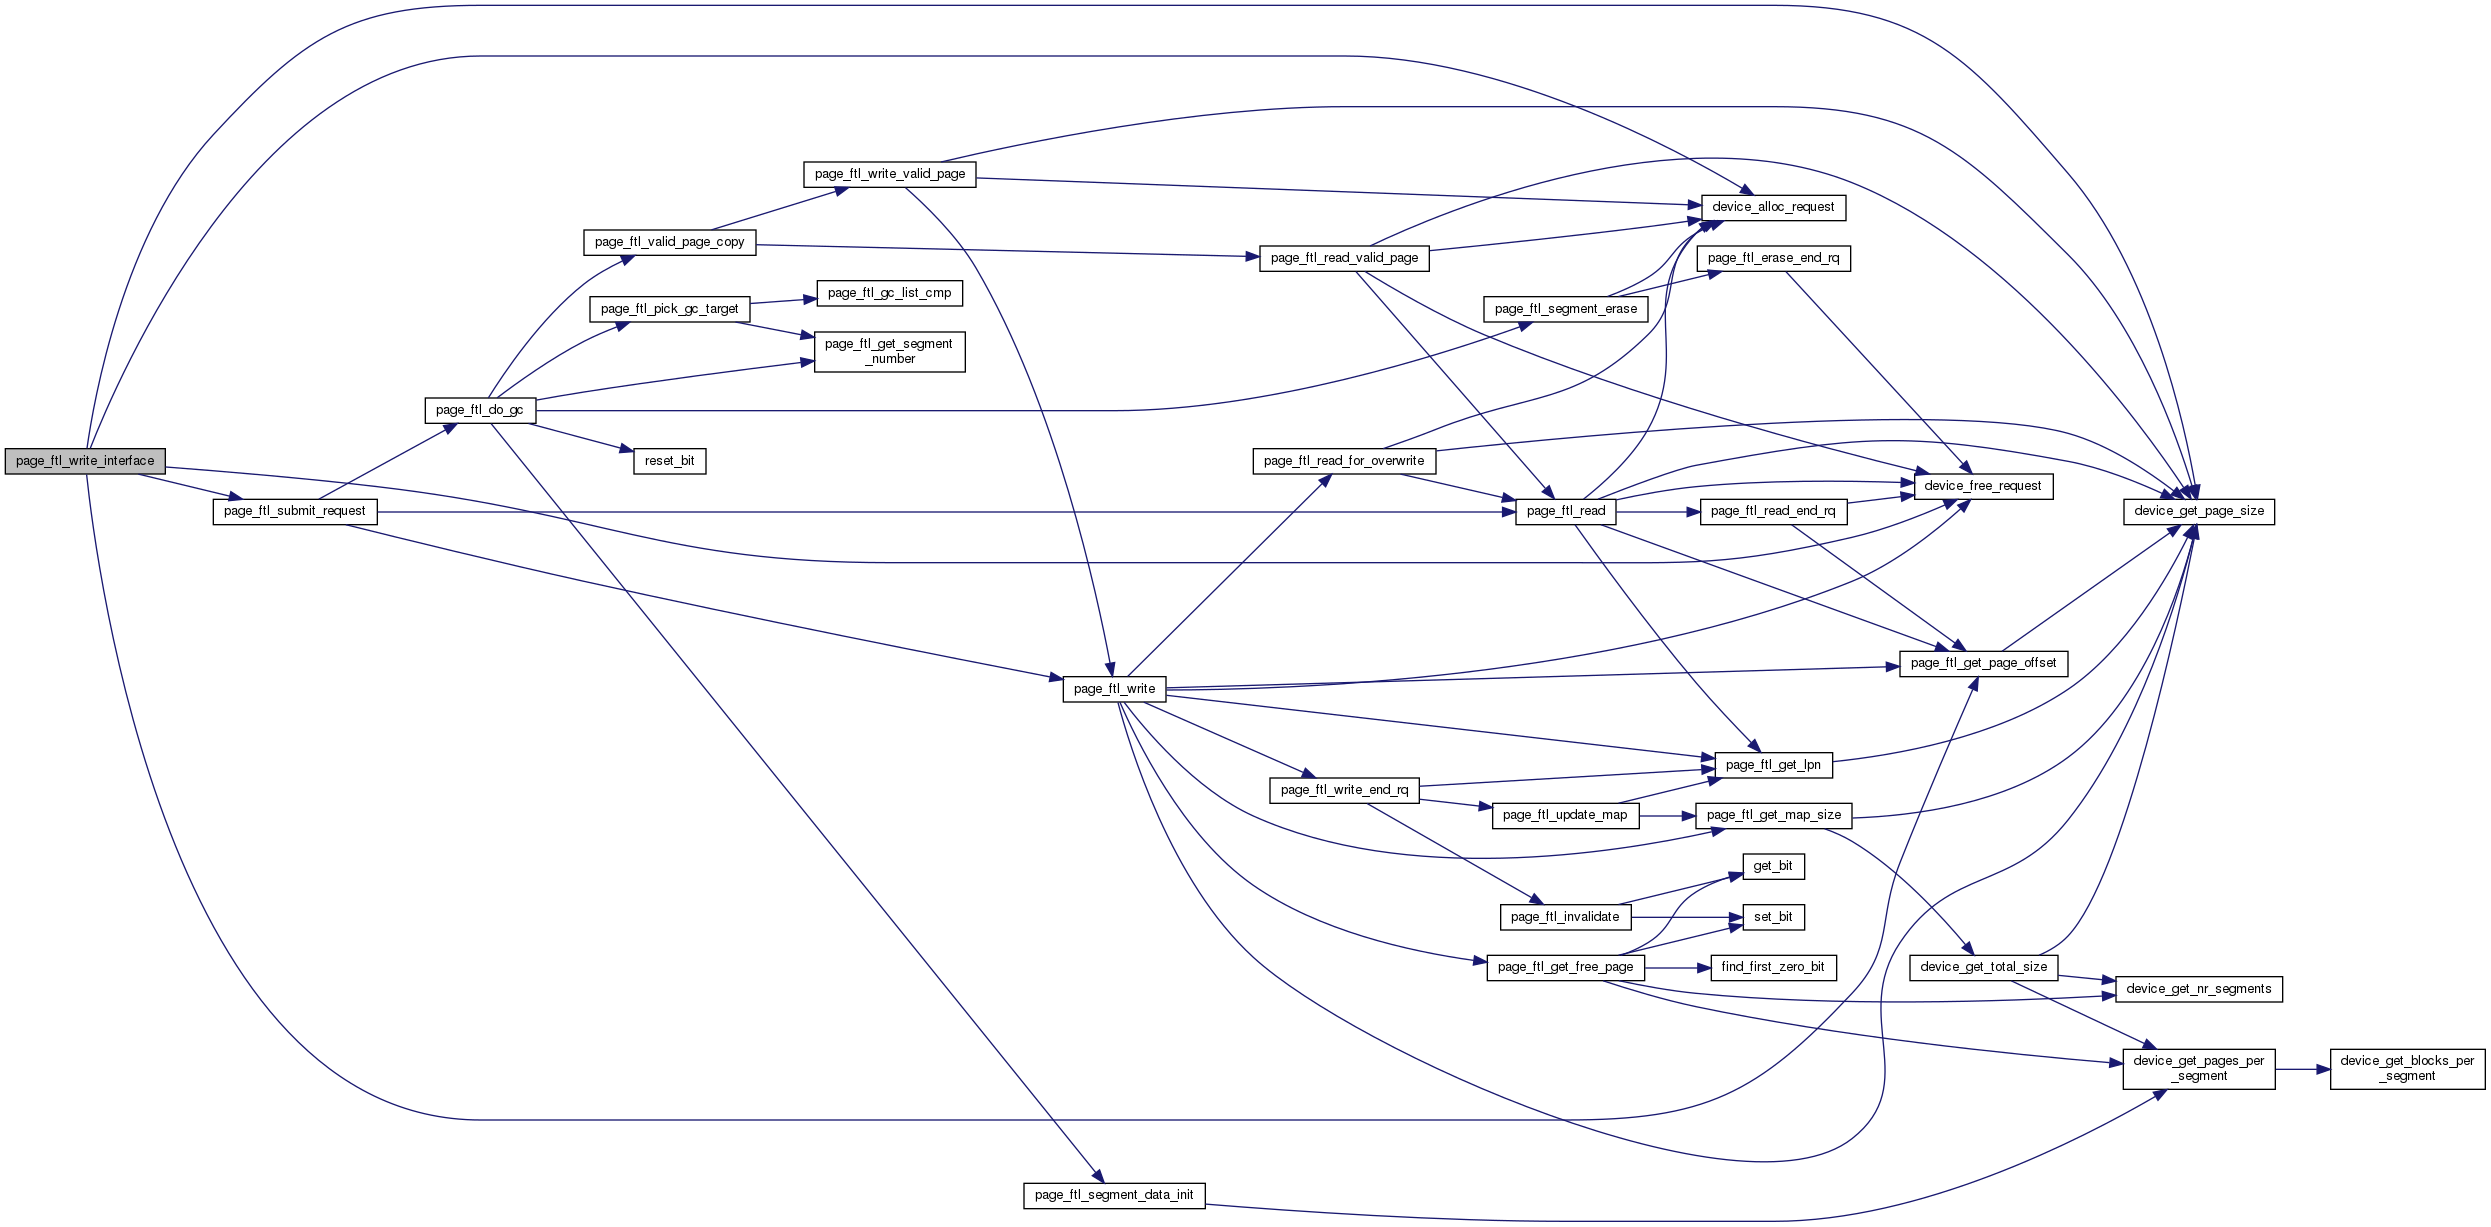 page_ftl_write_valid_page
device_alloc_request
page_ftl_valid_page_copy
page_ftl_read_valid_page
page_ftl_erase_end_rq
page_ftl_gc_list_cmp
page_ftl_pick_gc_target
page_ftl_segment_erase
page_ftl_get_segment
_number
page_ftl_do_gc
page_ftl_write_interface
reset_bit
page_ftl_read_for_overwrite
device_free_request
page_ftl_submit_request
page_ftl_read
page_ftl_read_end_rq
device_get_page_size
page_ftl_get_page_offset
page_ftl_write
page_ftl_get_lpn
page_ftl_write_end_rq
page_ftl_update_map
page_ftl_get_map_size
get_bit
page_ftl_invalidate
set_bit
page_ftl_get_free_page
find_first_zero_bit
device_get_total_size
device_get_nr_segments
device_get_pages_per
_segment
device_get_blocks_per
_segment
page_ftl_segment_data_init